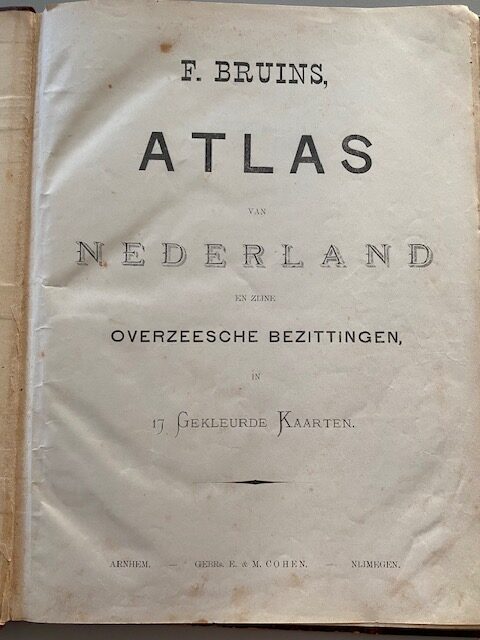 F. BRUINS,
ATLAS
VAN
NEDERLAND
EN ZIJNE
OVERZEESCHE BEZITTINGEN,
IN
17 GEKLEURDE KAARTEN.
ARNHEM. — GEBRs. E. & M. COHEN. — NIJMEGEN.